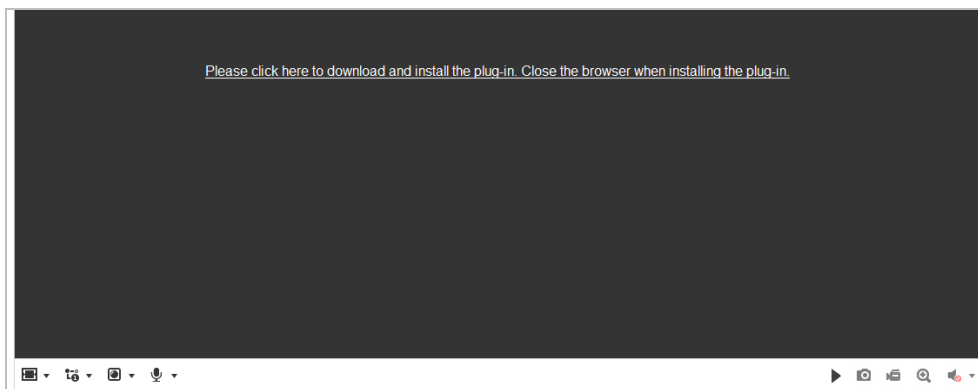 Please click here to download and install the plug-in. Close the browser when installing the plug-in.